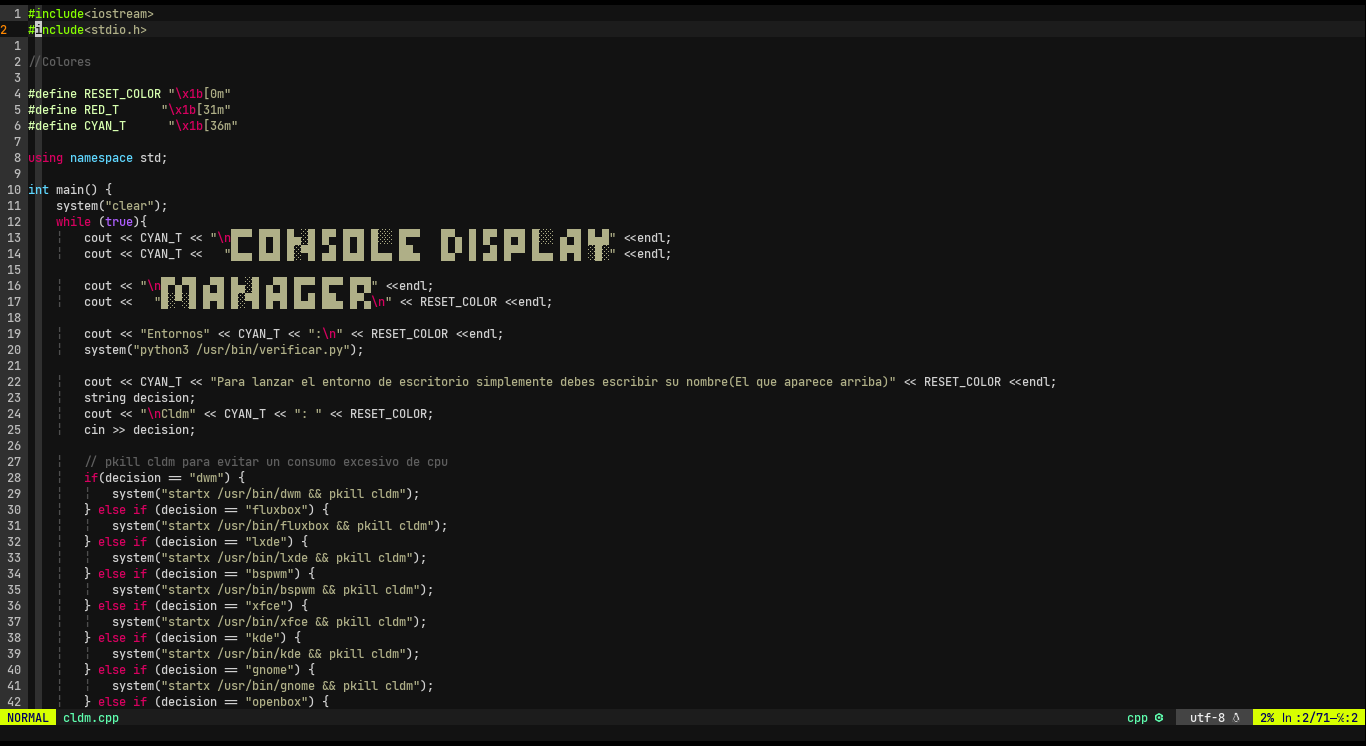 1 #include<iostream>
2 #include<stdio.h>
1
2 //Colores
3
4 #define RESET_COLOR "\x1b[0m"
5 #define RED_T      "\x1b[31m"
6 #define CYAN_T      "\x1b[36m"
7
8 using namespace std;
9
10 int main() {
11     system("clear");
12     while (true){
13         cout << CYAN_T << "\n" <<endl;
14         cout << CYAN_T <<   "" <<endl;
15
16         cout << "\n" <<endl;
17         cout <<   "\n" << RESET_COLOR <<endl;
18
19         cout << "Entornos" << CYAN_T << ":\n" << RESET_COLOR <<endl;
20         system("python3 /usr/bin/verificar.py");
21
22         cout << CYAN_T << "Para lanzar el entorno de escritorio simplemente debes escribir su nombre(El que aparece arriba)" << RESET_COLOR <<endl;
23         string decision;
24         cout << "\nCldm" << CYAN_T << ": " << RESET_COLOR;
25         cin >> decision;
26
27         // pkill cldm para evitar un consumo excesivo de cpu
28         if(decision == "dwm") {
29             system("startx /usr/bin/dwm && pkill cldm");
30         } else if (decision == "fluxbox") {
31             system("startx /usr/bin/fluxbox && pkill cldm");
32         } else if (decision == "lxde") {
33             system("startx /usr/bin/lxde && pkill cldm");
34         } else if (decision == "bspwm") {
35             system("startx /usr/bin/bspwm && pkill cldm");
36         } else if (decision == "xfce") {
37             system("startx /usr/bin/xfce && pkill cldm");
38         } else if (decision == "kde") {
39             system("startx /usr/bin/kde && pkill cldm");
40         } else if (decision == "gnome") {
41             system("startx /usr/bin/gnome && pkill cldm");
42         } else if (decision == "openbox") {
NORMAL cldm.cpp cpp utf-8 2% ln :2/71 ℅:2